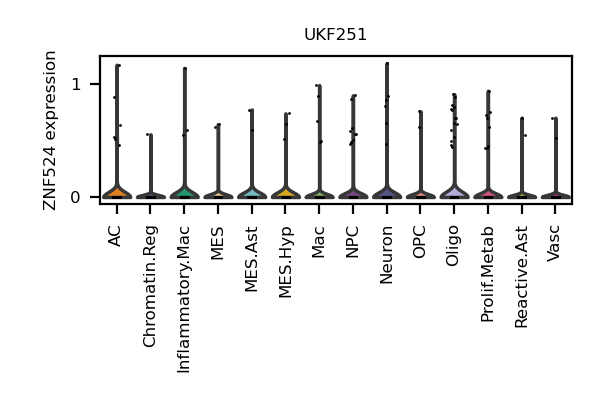 UKF251
ZNF524 expression
1
0
AC
Chromatin.Reg
Inflammatory.Mac
MES
MES.Ast
MES.Hyp
Mac
NPC
Neuron
OPC
Oligo
Prolif.Metab
Reactive.Ast
Vasc